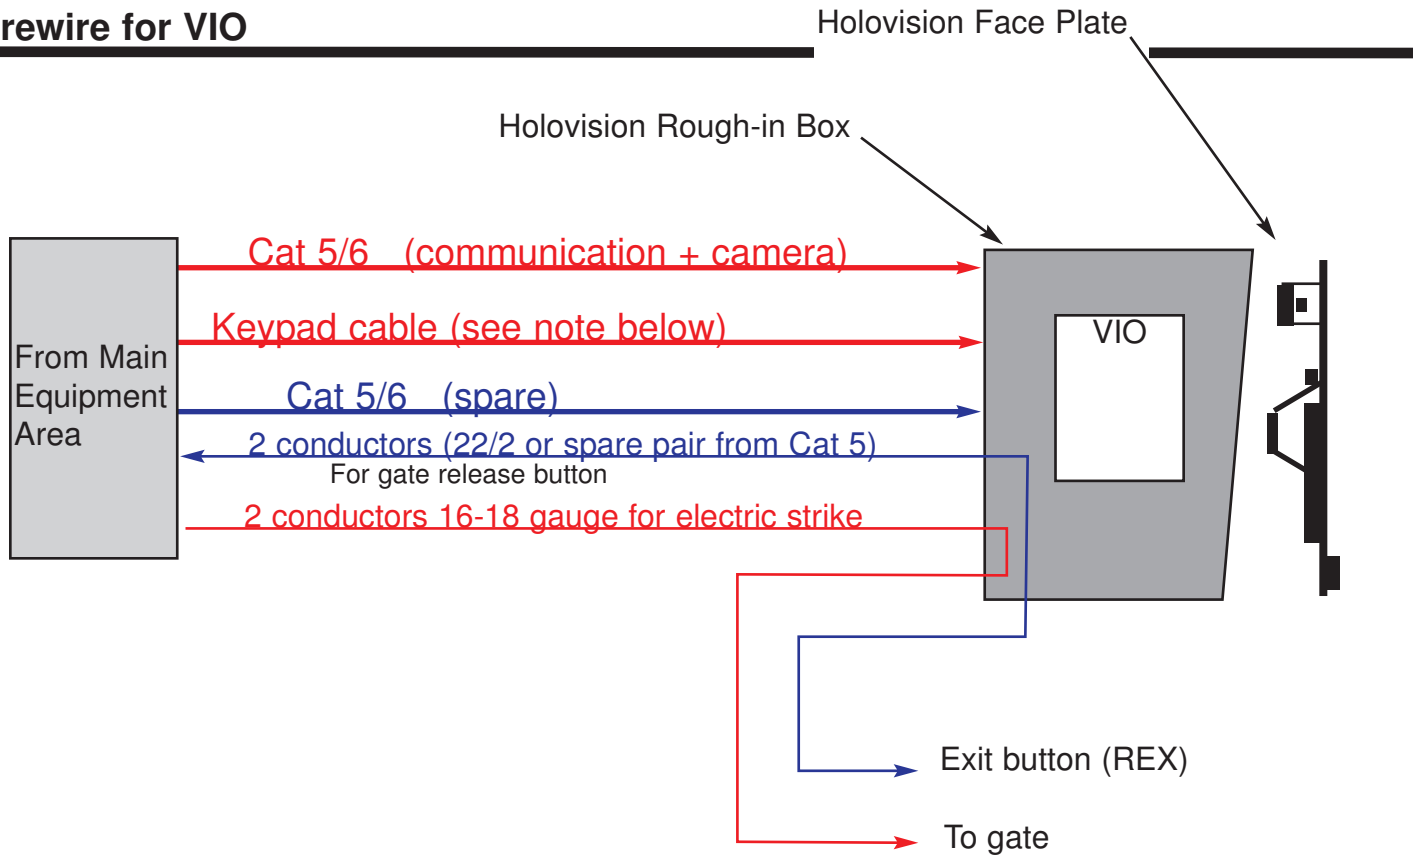 rewire for VIO
Holovision Face Plate
Holovision Rough-in Box
Cat 5/6 (communication + camera)
Keypad cable (see note below)
VIO
From Main
Equipment
Area
Cat 5/6 (spare)
2 conductors (22/2 or spare pair from Cat 5)
For gate release button
2 conductors 16-18 gauge for electric strike
Exit button (REX)
To gate